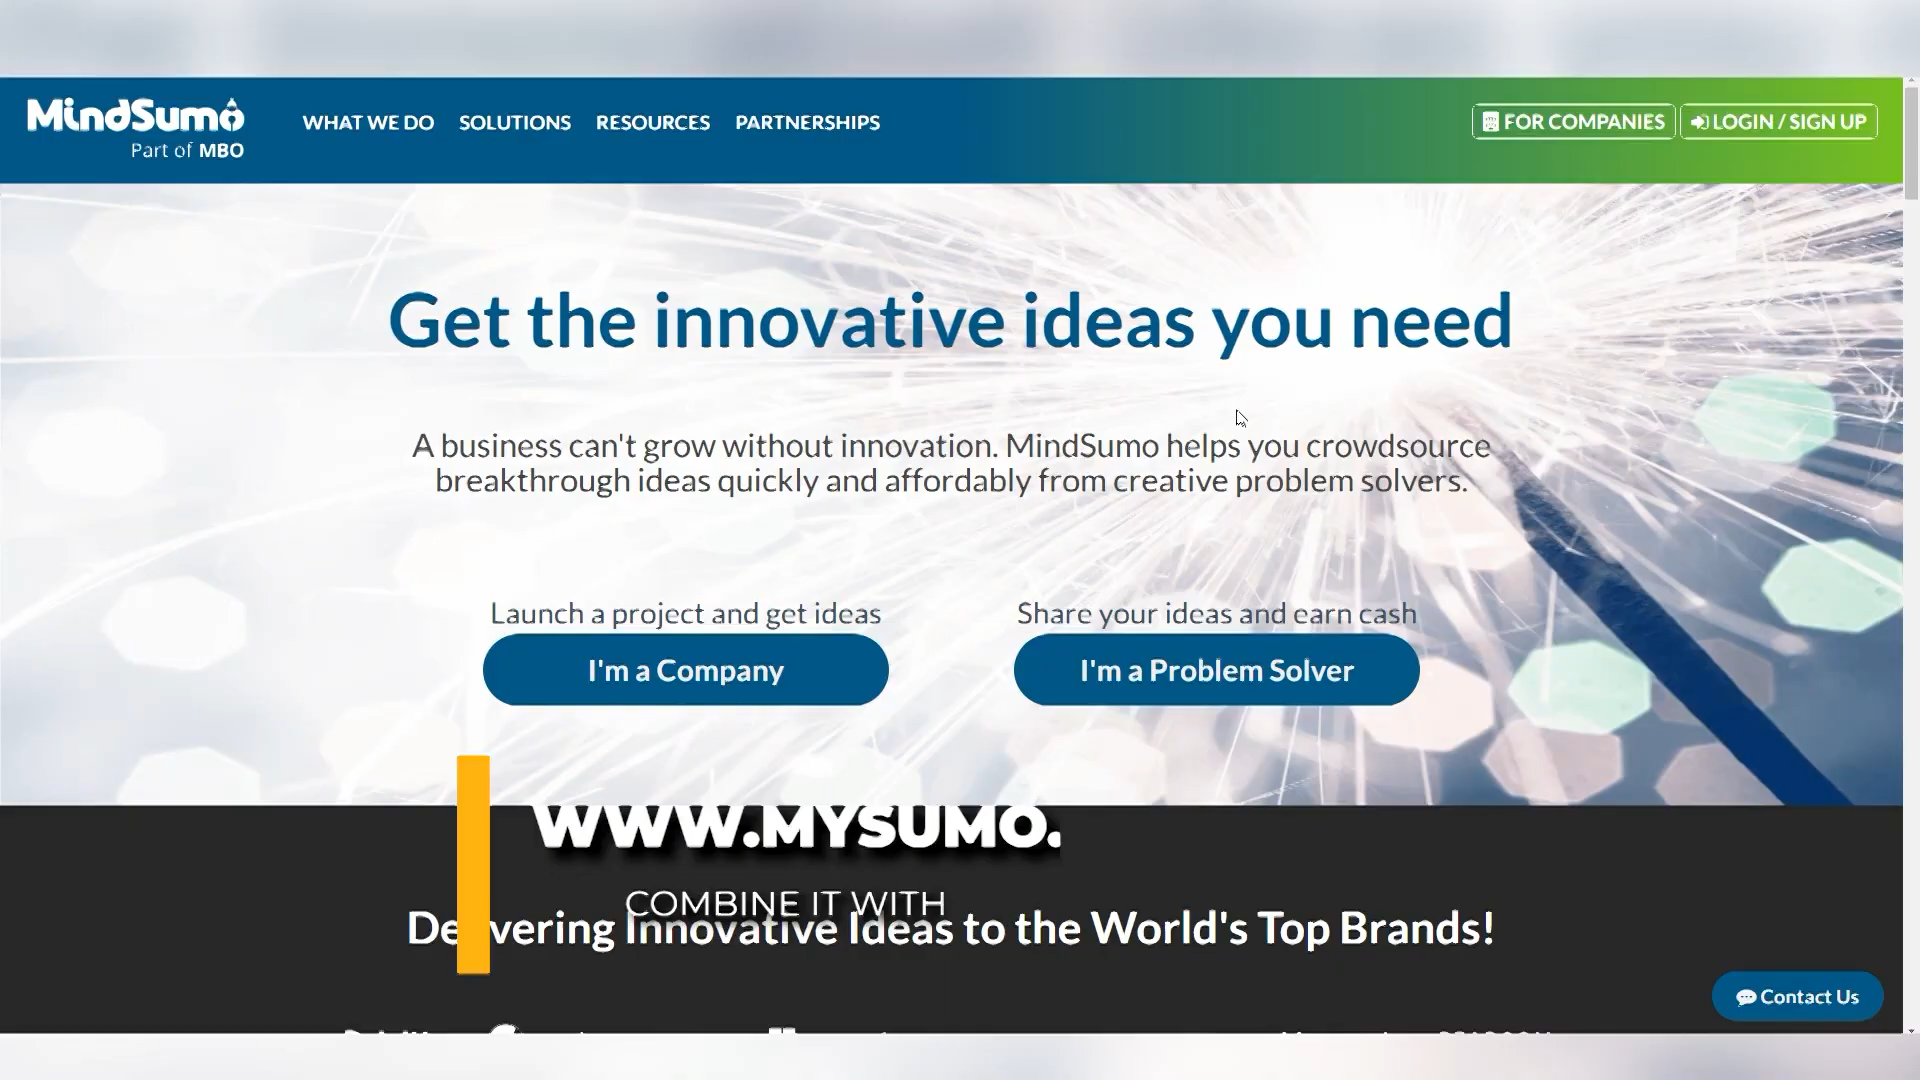 MindSumo
Part of MBO
WHAT WE DO SOLUTIONS RESOURCES PARTNERSHIPS
FOR COMPANIES
LOGIN / SIGN UP
Get the innovative ideas you need
A business can't grow without innovation. MindSumo helps you crowdsource
breakthrough ideas quickly and affordably from creative problem solvers.
Launch a project and get ideas
I'm a Company
Share your ideas and earn cash
I'm a Problem Solver
WWW.MYSUMO.
COMBINE IT WITH
De vering Innovative Ideas to the World's Top Brands!
Contact Us